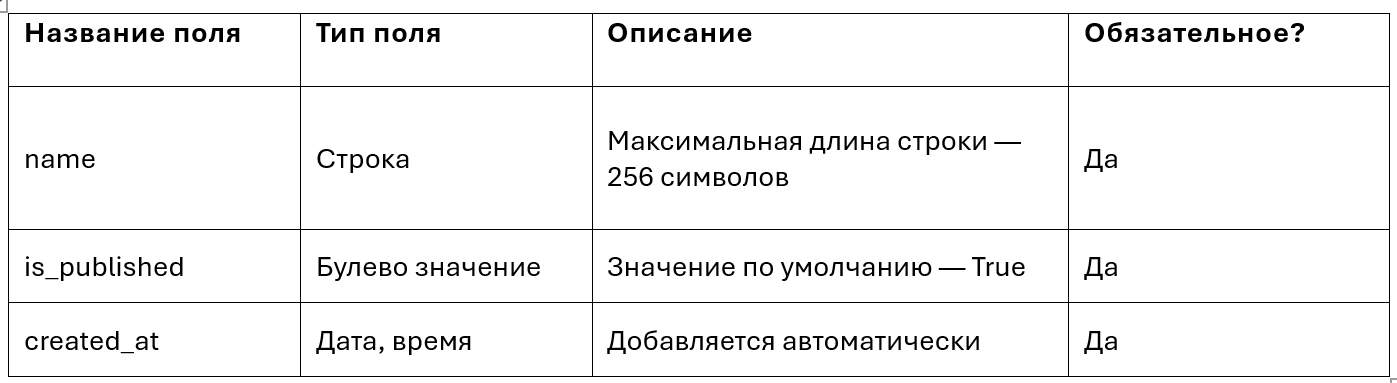 Название поля Тип поля Описание Обязательное?
name Строка Максимальная длина строки — 256 символов Да
is_published Булево значение Значение по умолчанию — True Да
created_at Дата, время Добавляется автоматически Да